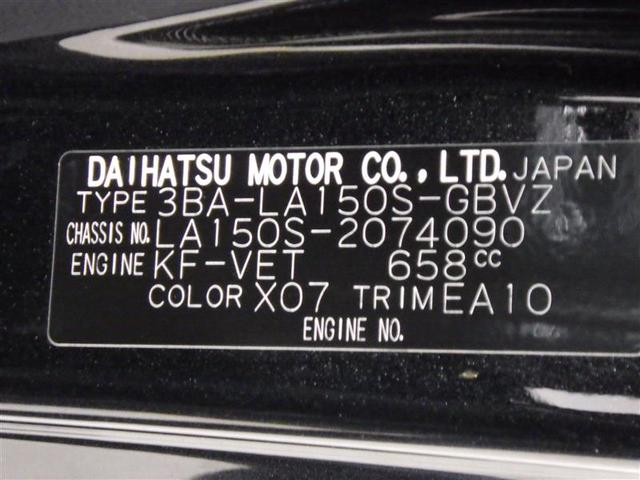 DAIHATSU MOTOR CO., LTD. JAPAN
TYPE 3BA-LA150S-GBVZ
CHASSIS NO. LA150S-2074090
ENGINE KF-VET 658cc
COLOR X07 TRIM EA10
ENGINE NO.